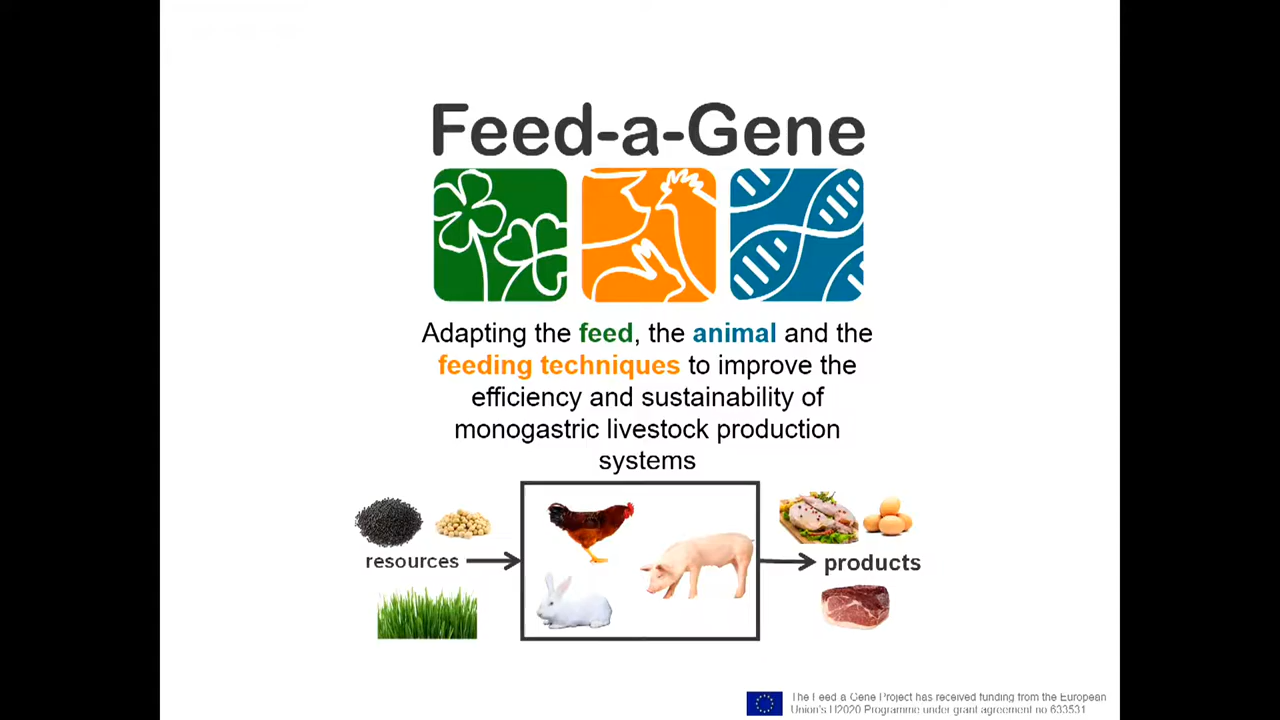 Feed-a-Gene
Adapting the feed, the animal and the
feeding techniques to improve the
efficiency and sustainability of
monogastric livestock production
systems
resources
products
The Feed a Gene Project has received funding from the European
Union's H2020 Programme under grant agreement no 633531